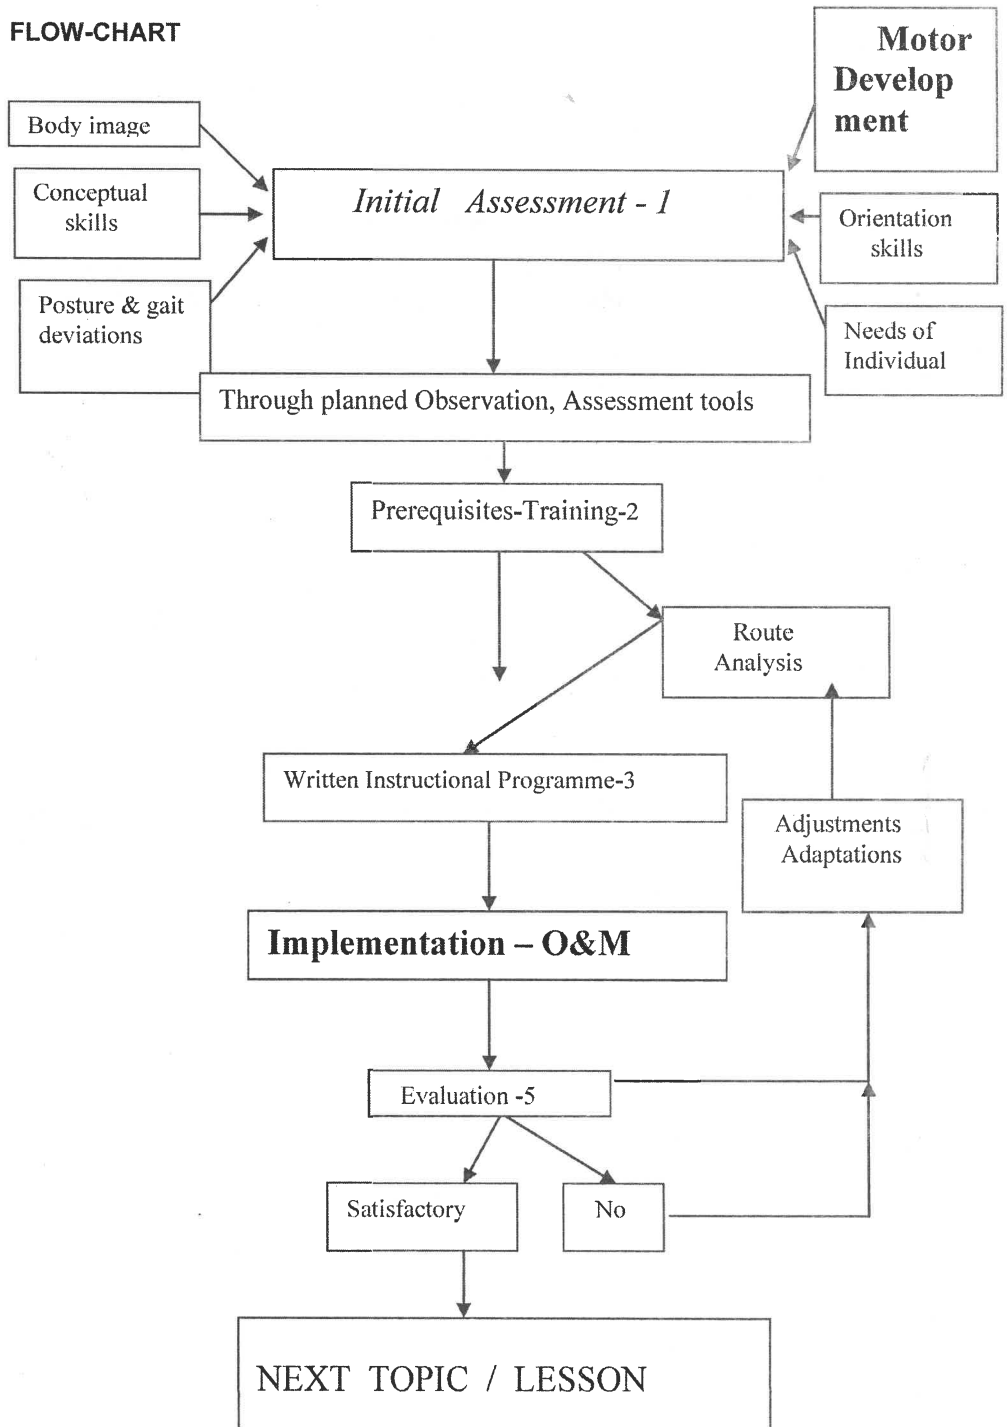 FLOW-CHART
Motor
Develop
ment
Body image
Conceptual
skills
Initial Assessment - 1
Orientation
skills
Posture & gait
deviations
Needs of
Individual
Through planned Observation, Assessment tools
Prerequisites-Training-2
Route
Analysis
Written Instructional Programme-3
Adjustments
Adaptations
Implementation – O&M
Evaluation -5
Satisfactory
No
NEXT TOPIC / LESSON